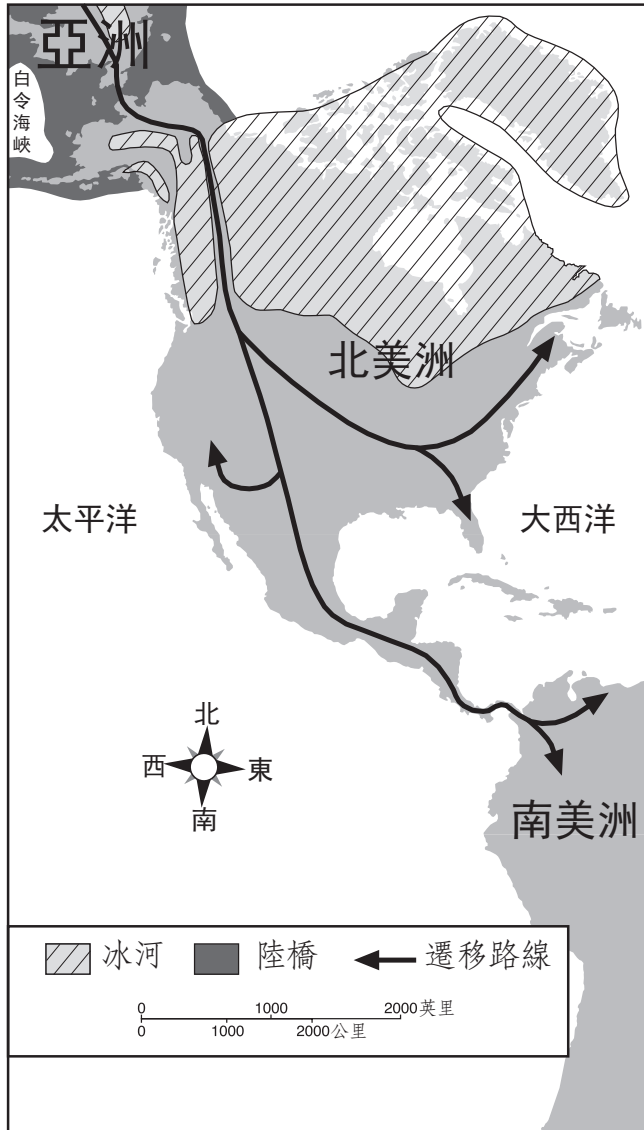 亞洲
白令海峽
北美洲
太平洋
大西洋
北
西
東
南
南美洲
冰河
陸橋
遷移路線
0 1000 2000英里
0 1000 2000公里